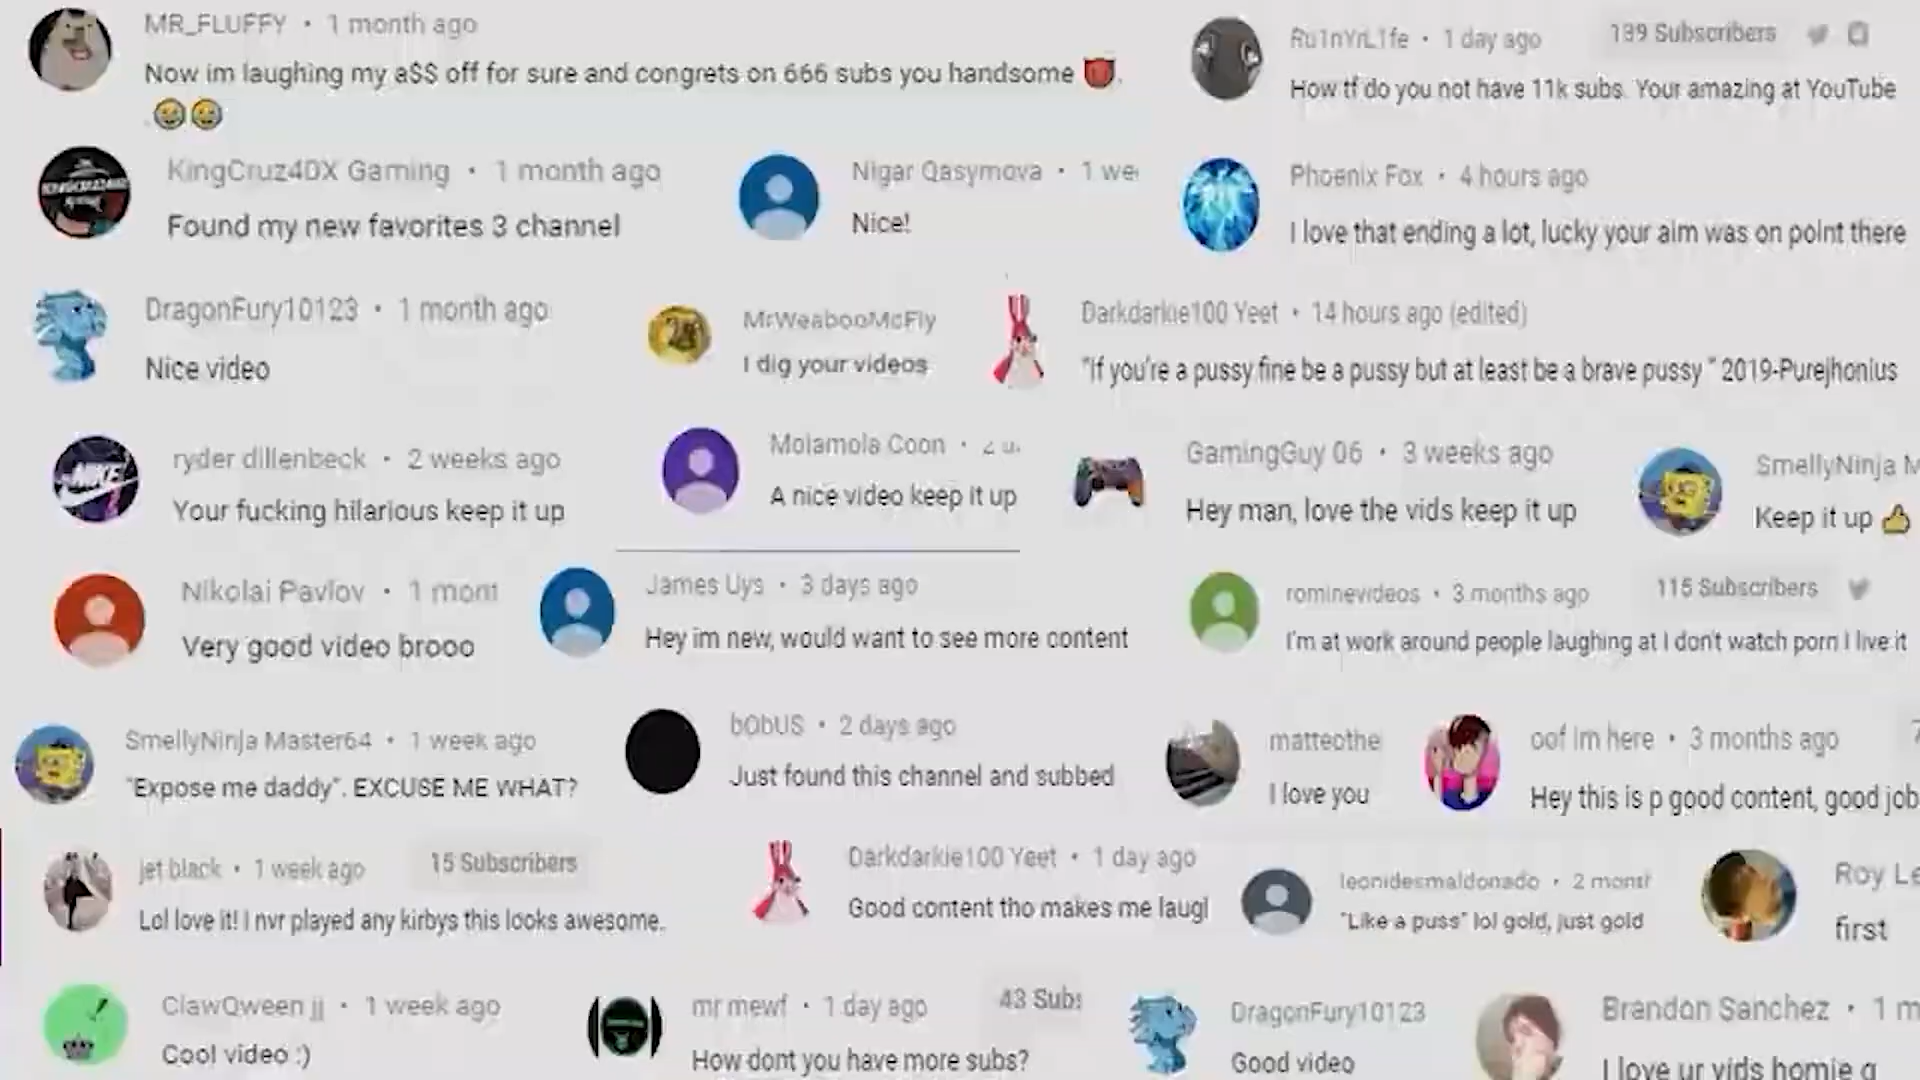 MR_FLUFFY • 1 month ago
Now im laughing my a$$ off for sure and congrets on 666 subs you handsome 👹.
.😂😂
Ru1nYrL1fe • 1 day ago 139 Subscribers
How tf do you not have 11k subs. Your amazing at YouTube
KingCruz4DX Gaming • 1 month ago
Found my new favorites 3 channel
Nigar Qasymova • 1 we
Nice!
Phoenix Fox • 4 hours ago
I love that ending a lot, lucky your aim was on point there
DragonFury10123 • 1 month ago
Nice video
MrWeabooMcFly
I dig your videos
Darkdarkie100 Yeet • 14 hours ago (edited)
"If you're a pussy fine be a pussy but at least be a brave pussy " 2019-Purejhonius
ryder dillenbeck • 2 weeks ago
Your fucking hilarious keep it up
Molamola Coon •
A nice video keep it up
GamingGuy 06 • 3 weeks ago
Hey man, love the vids keep it up
SmellyNinja M
Keep it up 👍
Nikolai Pavlov • 1 mont
Very good video brooo
James Uys • 3 days ago
Hey im new, would want to see more content
rominevideos • 3 months ago 115 Subscribers
I'm at work around people laughing at I don't watch porn I live it
SmellyNinja Master64 • 1 week ago
"Expose me daddy". EXCUSE ME WHAT?
b0bUS • 2 days ago
Just found this channel and subbed
matteothe
I love you
oof im here • 3 months ago
Hey this is p good content, good job
jet black • 1 week ago 15 Subscribers
Lol love it! I nvr played any kirbys this looks awesome.
Darkdarkie100 Yeet • 1 day ago
Good content tho makes me laugl
leonidesmaldonado • 2 mont
"Like a puss" lol gold, just gold
Roy Le
first
ClawQween jj • 1 week ago
Cool video :)
mr mewf • 1 day ago 43 Subs
How dont you have more subs?
DragonFury10123
Good video
Brandon Sanchez • 1 m
I love ur vids homie g